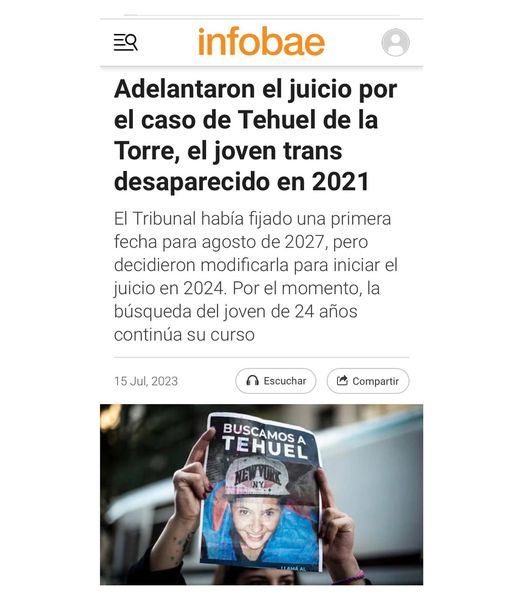 infobae
Adelantaron el juicio por
el caso de Tehuel de la
Torre, el joven trans
desaparecido en 2021
El Tribunal había fijado una primera
fecha para agosto de 2027, pero
decidieron modificarla para iniciar el
juicio en 2024. Por el momento, la
búsqueda del joven de 24 años
continúa su curso
15 Jul, 2023
Escuchar
Compartir
BUSCAMOS A
TEHUEL
NEW YORK
NY
LLAMÁ AL